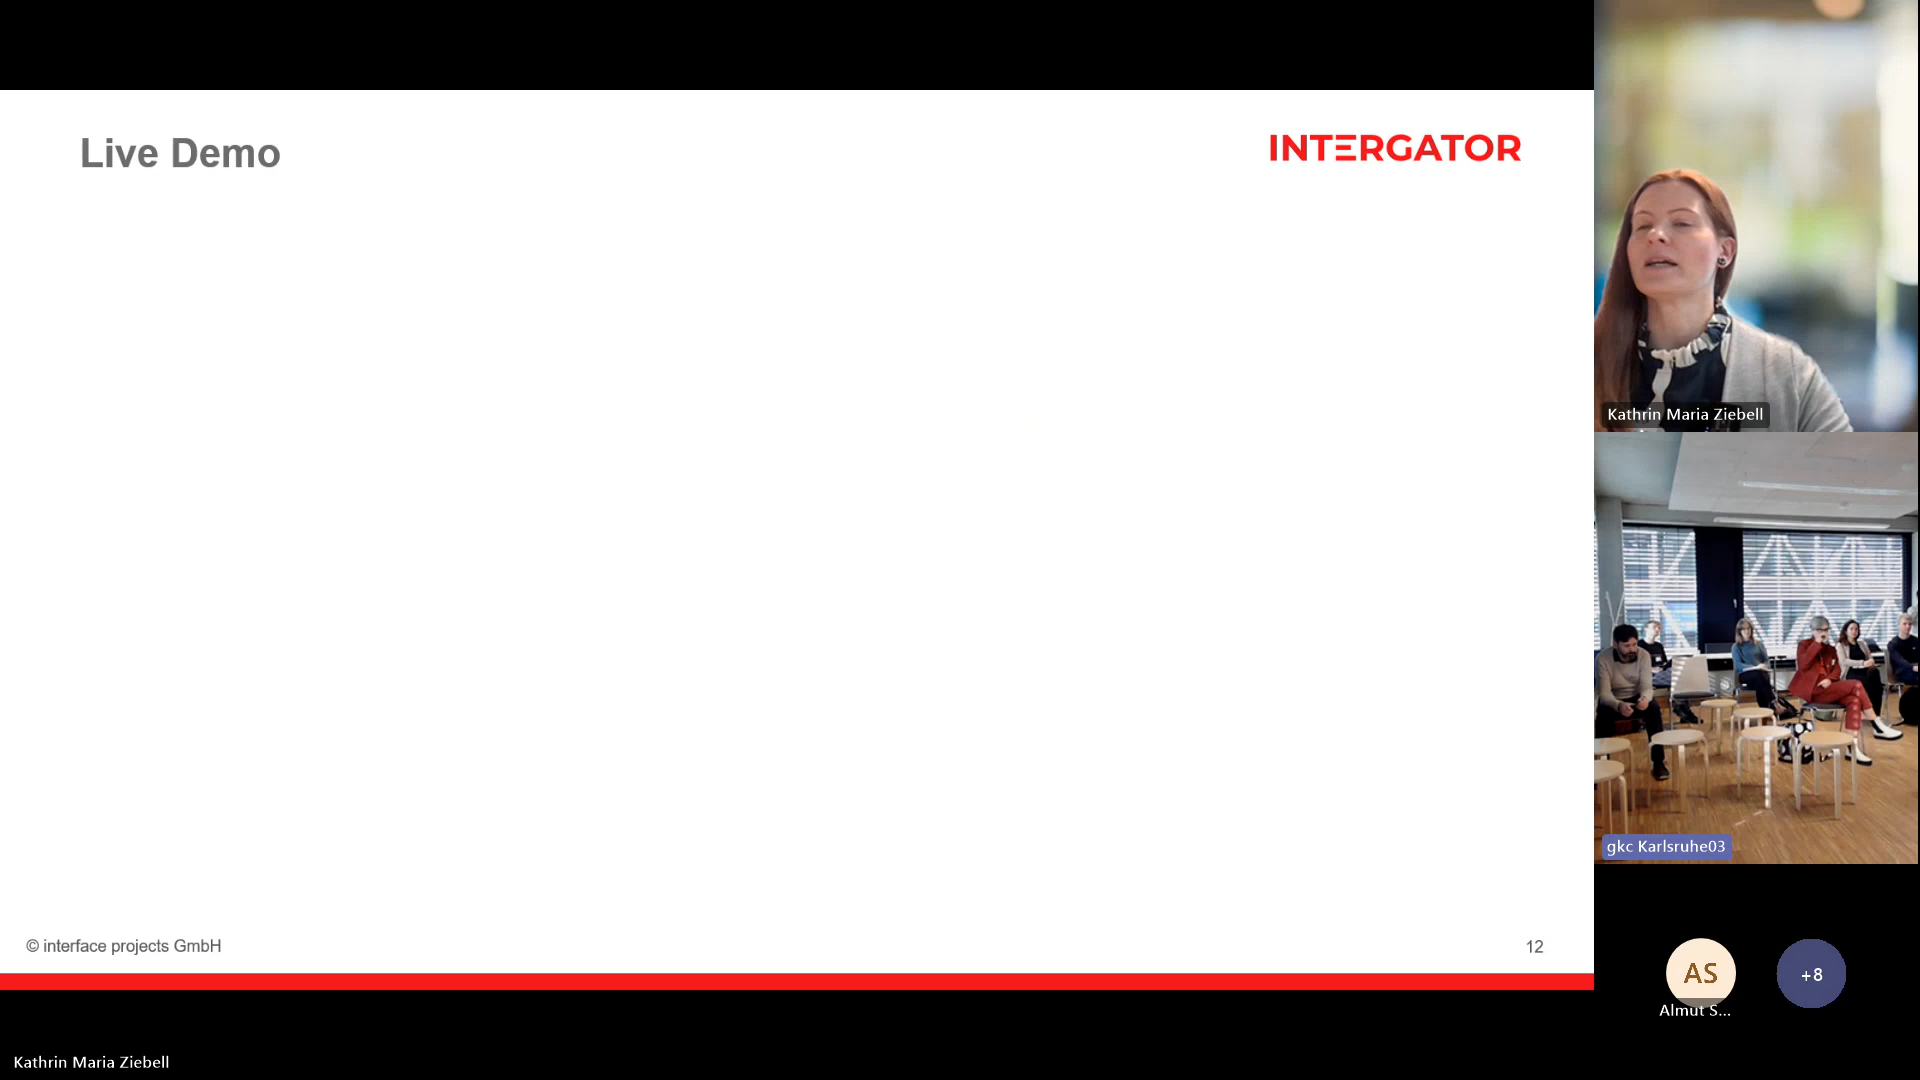 Live Demo
INTERGATOR
Kathrin Maria Ziebell
gkc Karlsruhe03
© interface projects GmbH
12
AS
+8
Almut S...
Kathrin Maria Ziebell